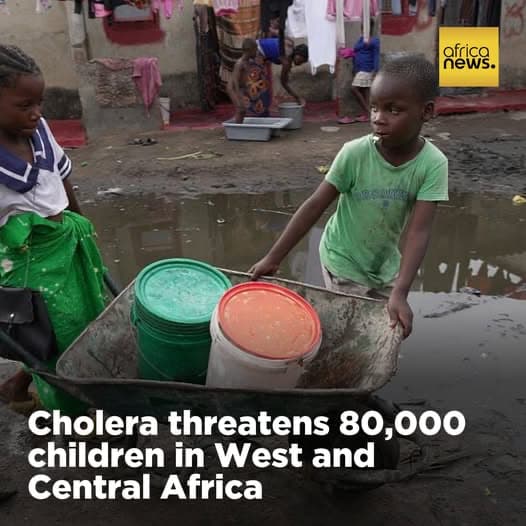 africa
news.
Cholera threatens 80,000
children in West and
Central Africa